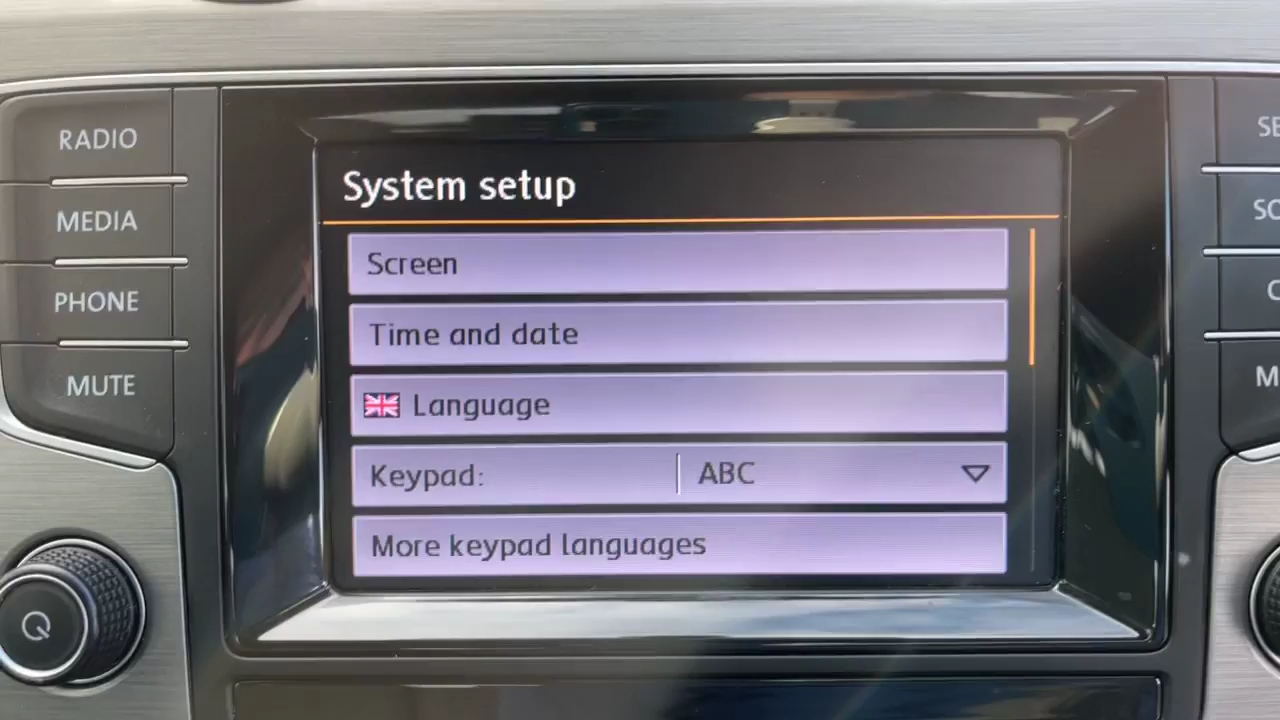 RADIO
MEDIA
PHONE
MUTE
System setup
Screen
Time and date
Language
Keypad: ABC
More keypad languages